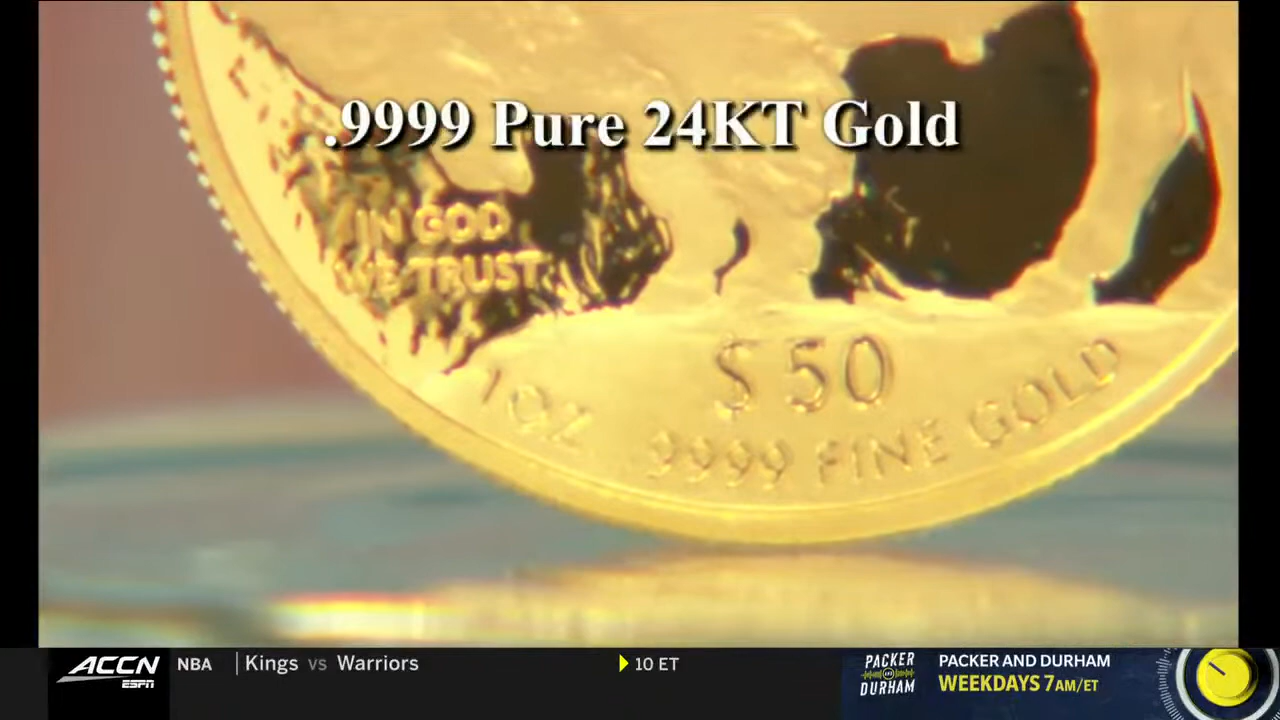 .9999 Pure 24KT Gold
IN GOD
WE TRUST
$50
1 OZ
9999 FINE GOLD
ACCN
ESPN
NBA
Kings vs Warriors
10 ET
PACKER
AND
DURHAM
PACKER AND DURHAM
WEEKDAYS 7AM/ET